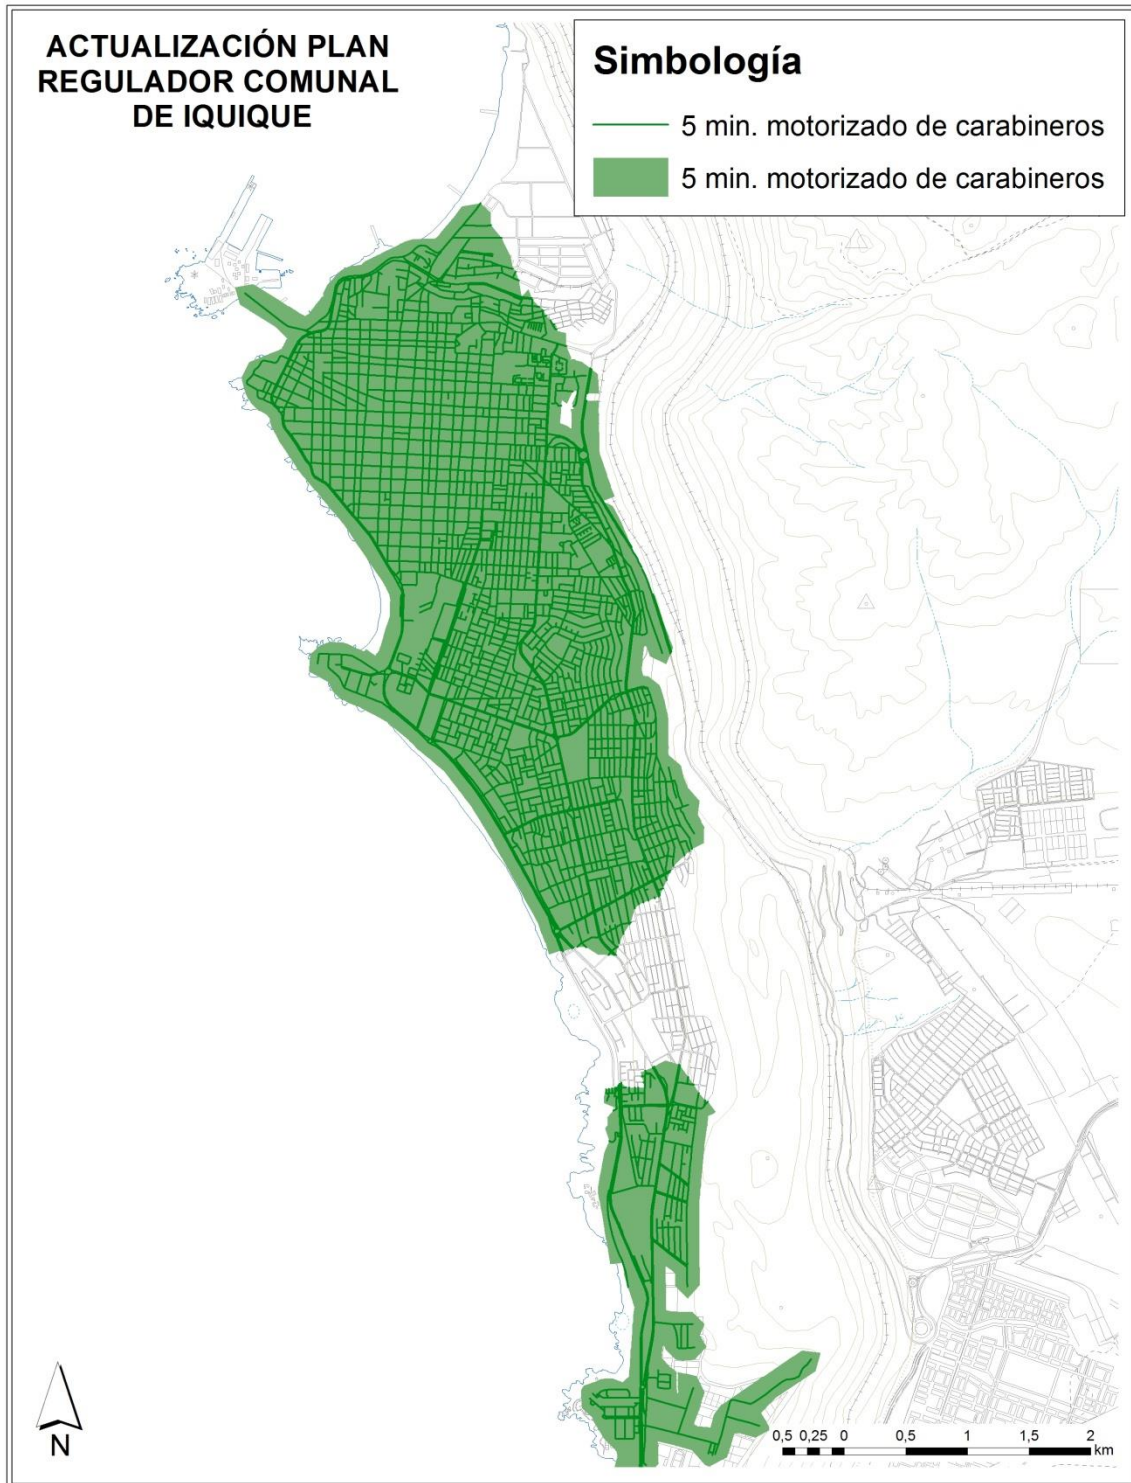 ACTUALIZACIÓN PLAN
REGULADOR COMUNAL
DE IQUIQUE
Simbología
5 min. motorizado de carabineros
5 min. motorizado de carabineros
N
0,5 0,25 0 0,5 1 1,5 2
km